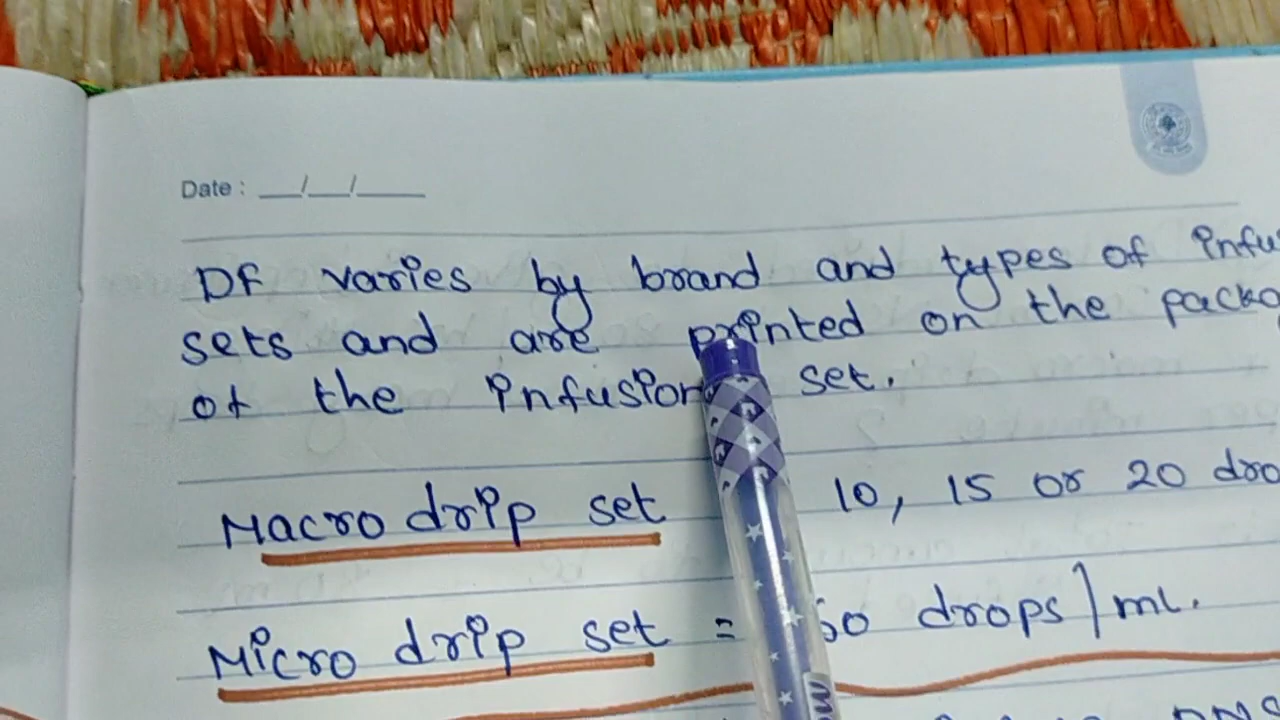 Date : __/__/____
DF varies by brand and types of infu
sets and are printed on the packa
of the infusion set.
Macro drip set 10, 15 or 20 dro
Micro drip set = 60 drops/ml.